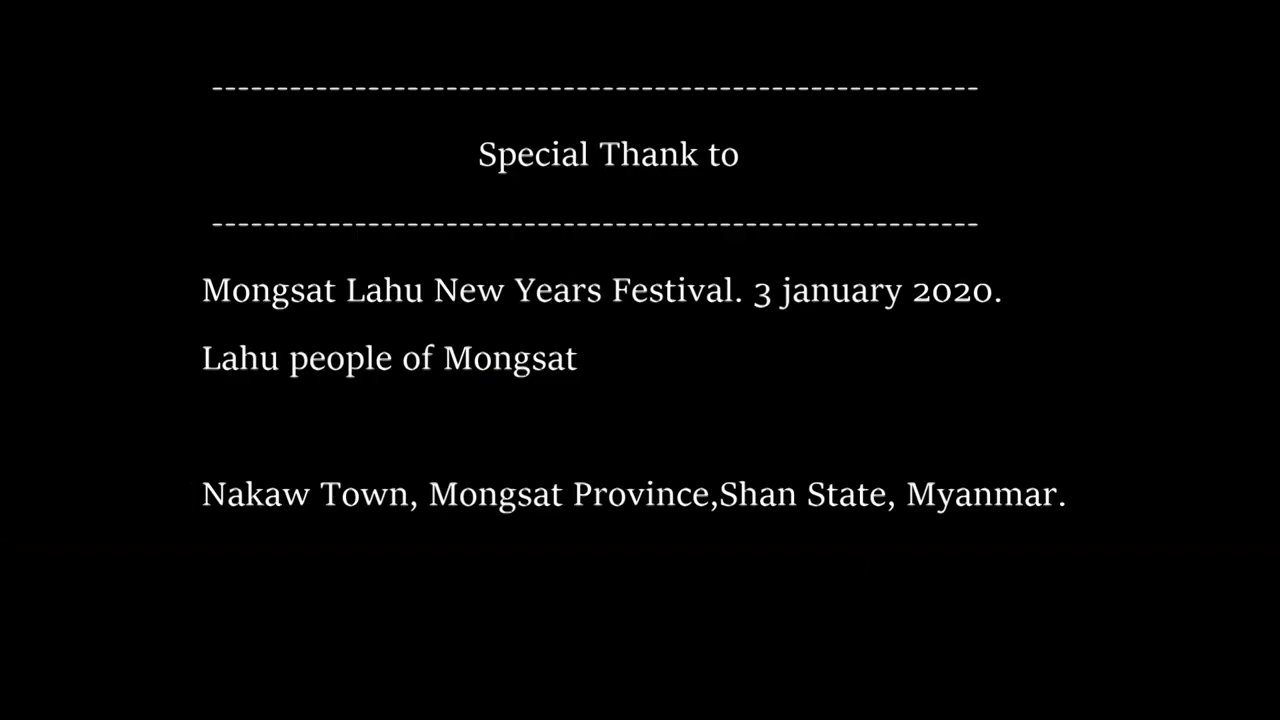 -----------------------------------------------------------
Special Thank to
-----------------------------------------------------------
Mongsat Lahu New Years Festival. 3 january 2020.
Lahu people of Mongsat
Nakaw Town, Mongsat Province,Shan State, Myanmar.